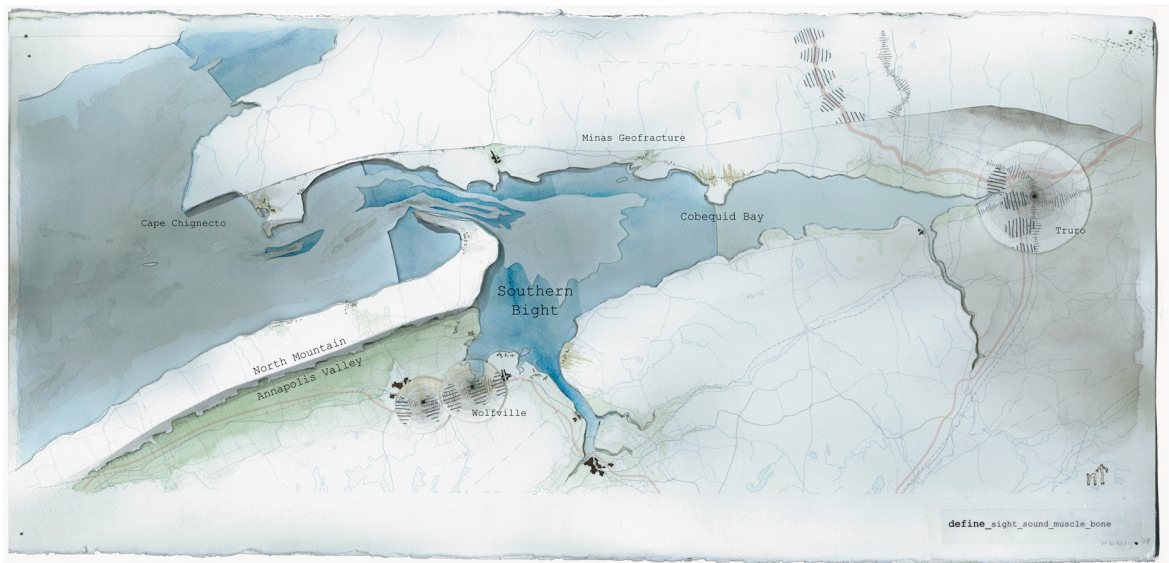 Minas Geofracture
Cape Chignecto
Cobequid Bay
Truro
Southern
Bight
North Mountain
Annapolis Valley
Wolfville
n
define_sight_sound_muscle_bone